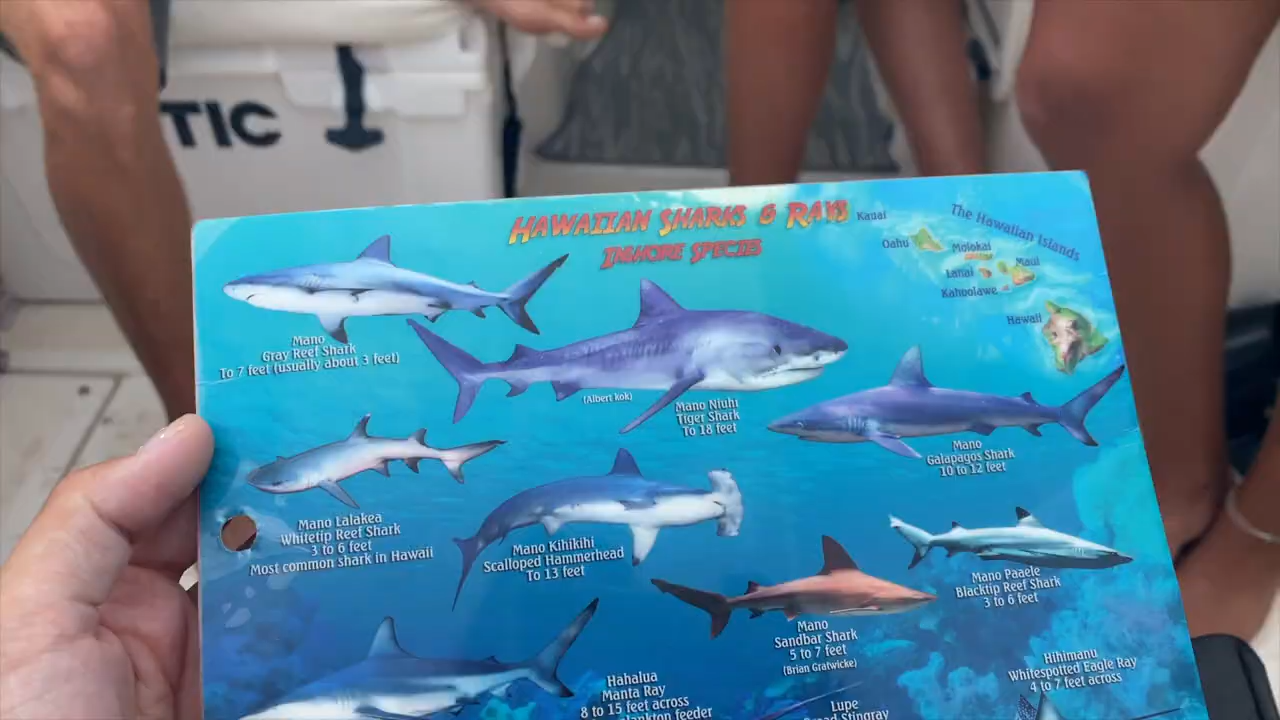 TIC
HAWAIIAN SHARKS & RAYS
INSHORE SPECIES
The Hawaiian Islands
Kauai
Oahu
Molokai
Maui
Lanai
Kahoolawe
Hawaii
Mano
Gray Reef Shark
To 7 feet (usually about 3 feet)
(Albert kok)
Mano Niuhi
Tiger Shark
To 18 feet
Mano
Galapagos Shark
10 to 12 feet
Mano Lalakea
Whitetip Reef Shark
3 to 6 feet
Most common shark in Hawaii
Mano Kihikihi
Scalloped Hammerhead
To 13 feet
Mano Paaele
Blacktip Reef Shark
3 to 6 feet
Mano
Sandbar Shark
5 to 7 feet
(Brian Gratwicke)
Hahalua
Manta Ray
8 to 15 feet across
plankton feeder
Hihimanu
Whitespotted Eagle Ray
4 to 7 feet across
Lupe
Broad Stingray